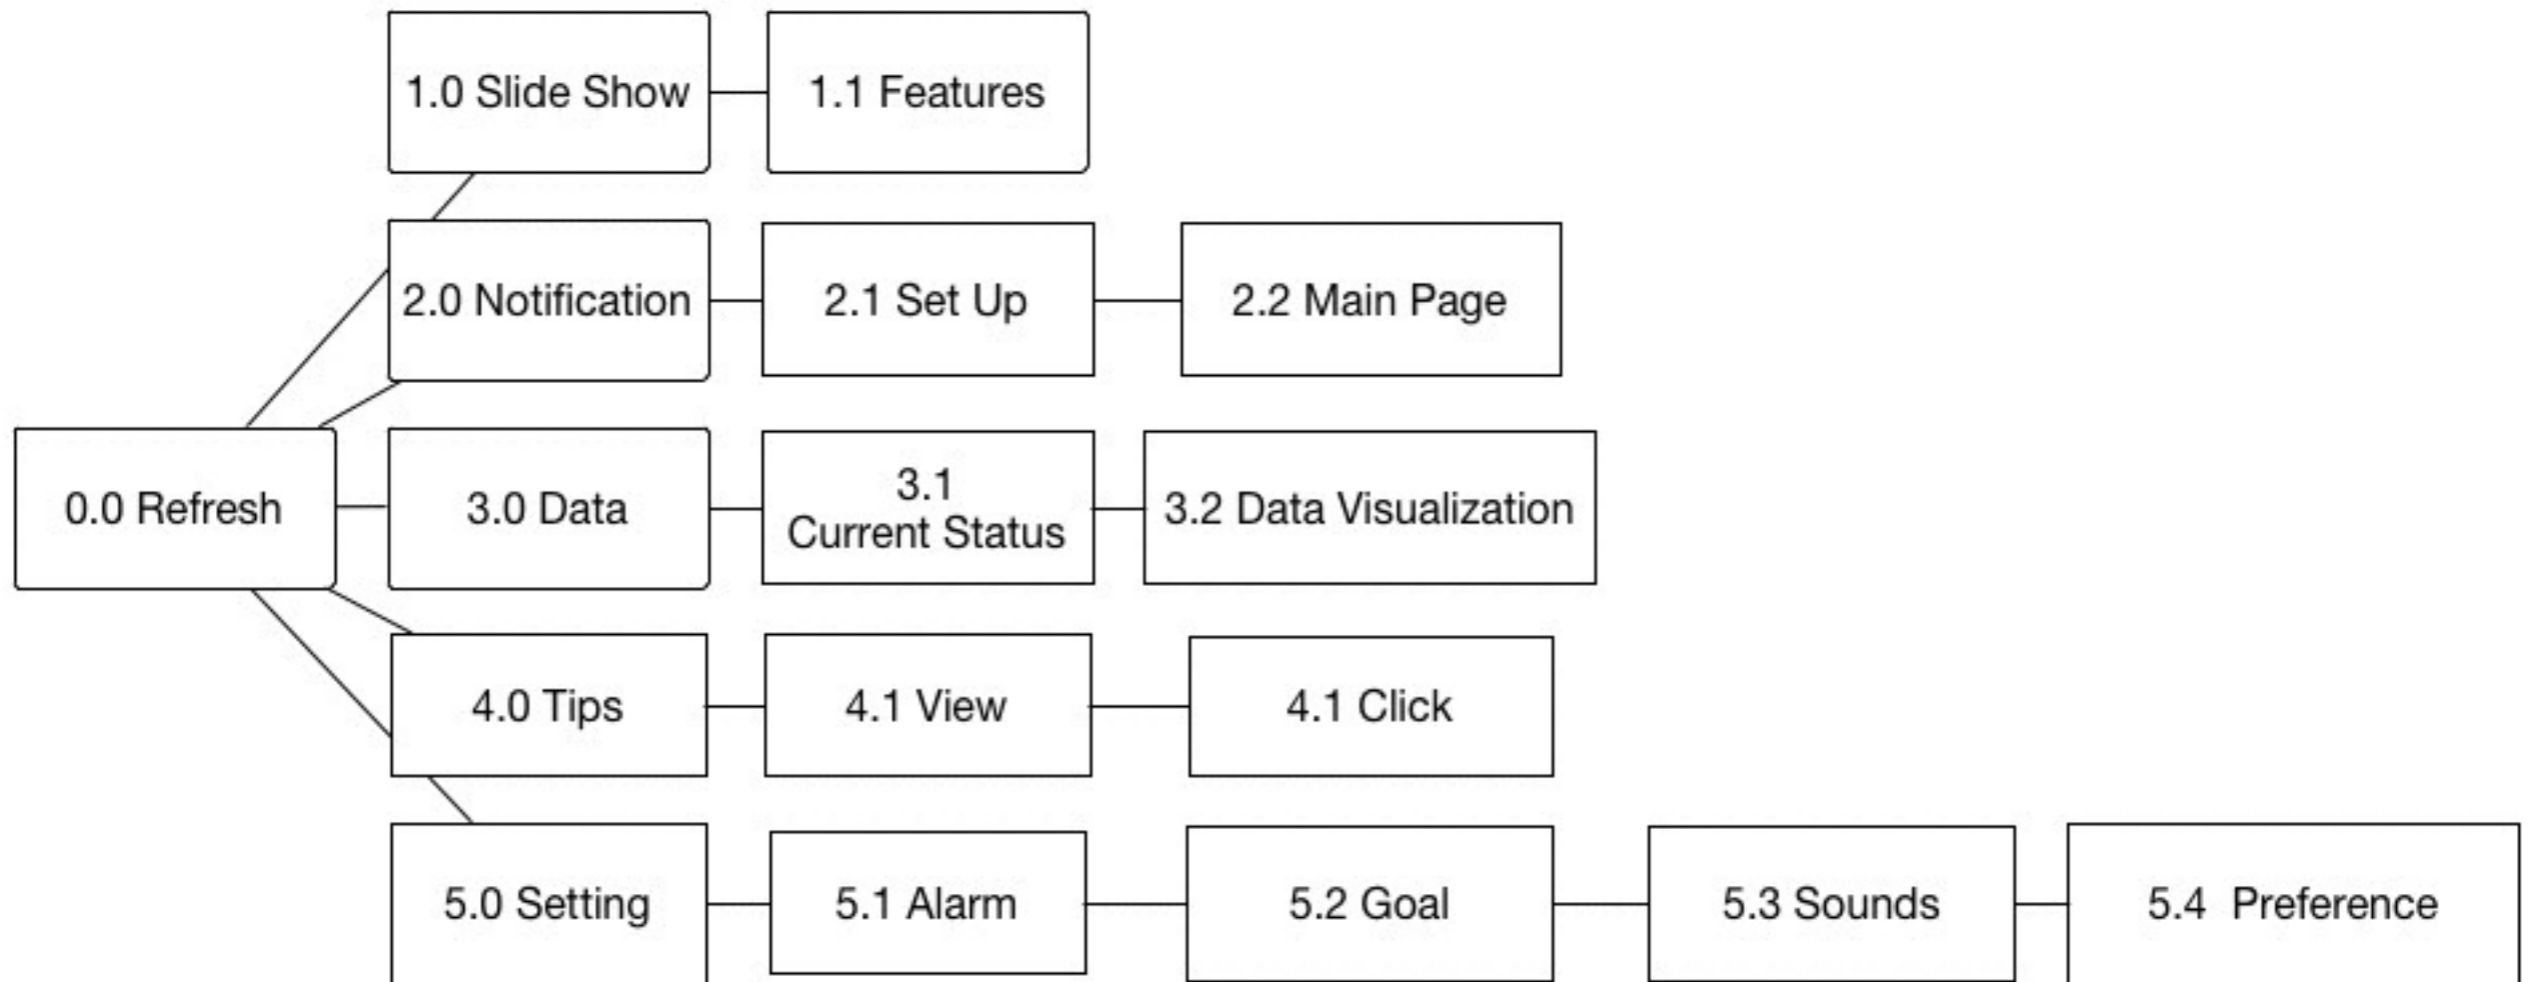 1.0 Slide Show
1.1 Features
2.0 Notification
2.1 Set Up
2.2 Main Page
0.0 Refresh
3.0 Data
3.1
Current Status
3.2 Data Visualization
4.0 Tips
4.1 View
4.1 Click
5.0 Setting
5.1 Alarm
5.2 Goal
5.3 Sounds
5.4  Preference